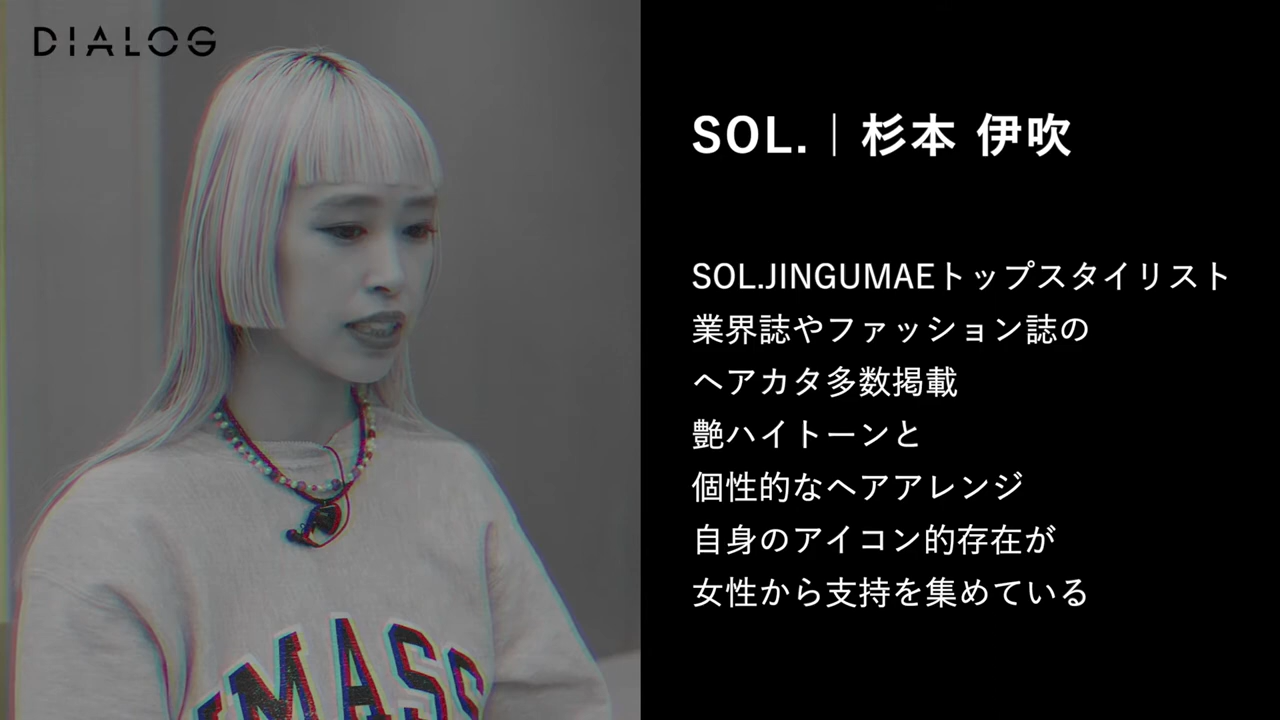 DIALOG
SOL.｜杉本 伊吹
SOL.JINGUMAEトップスタイリスト
業界誌やファッション誌の
ヘアカタ多数掲載
艶ハイトーンと
個性的なヘアアレンジ
自身のアイコン的存在が
女性から支持を集めている
MASS